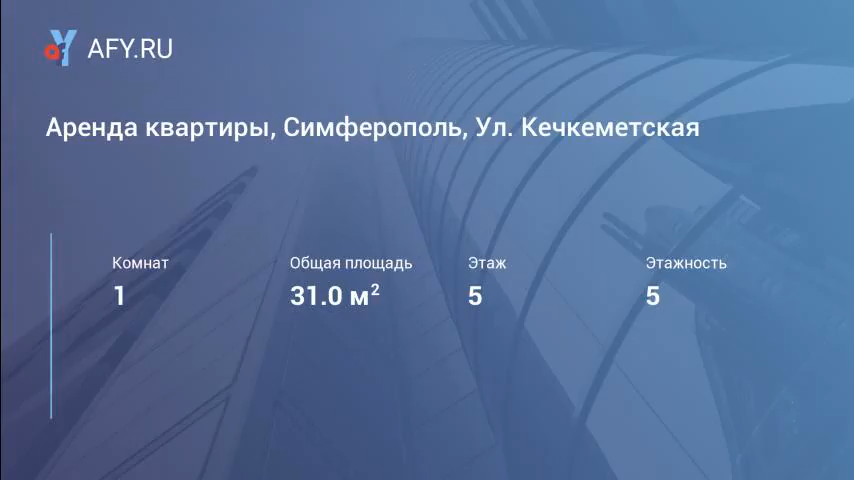 AFY.RU
Аренда квартиры, Симферополь, Ул. Кечкеметская
Комнат Общая площадь Этаж Этажность
1 31.0 м² 5 5